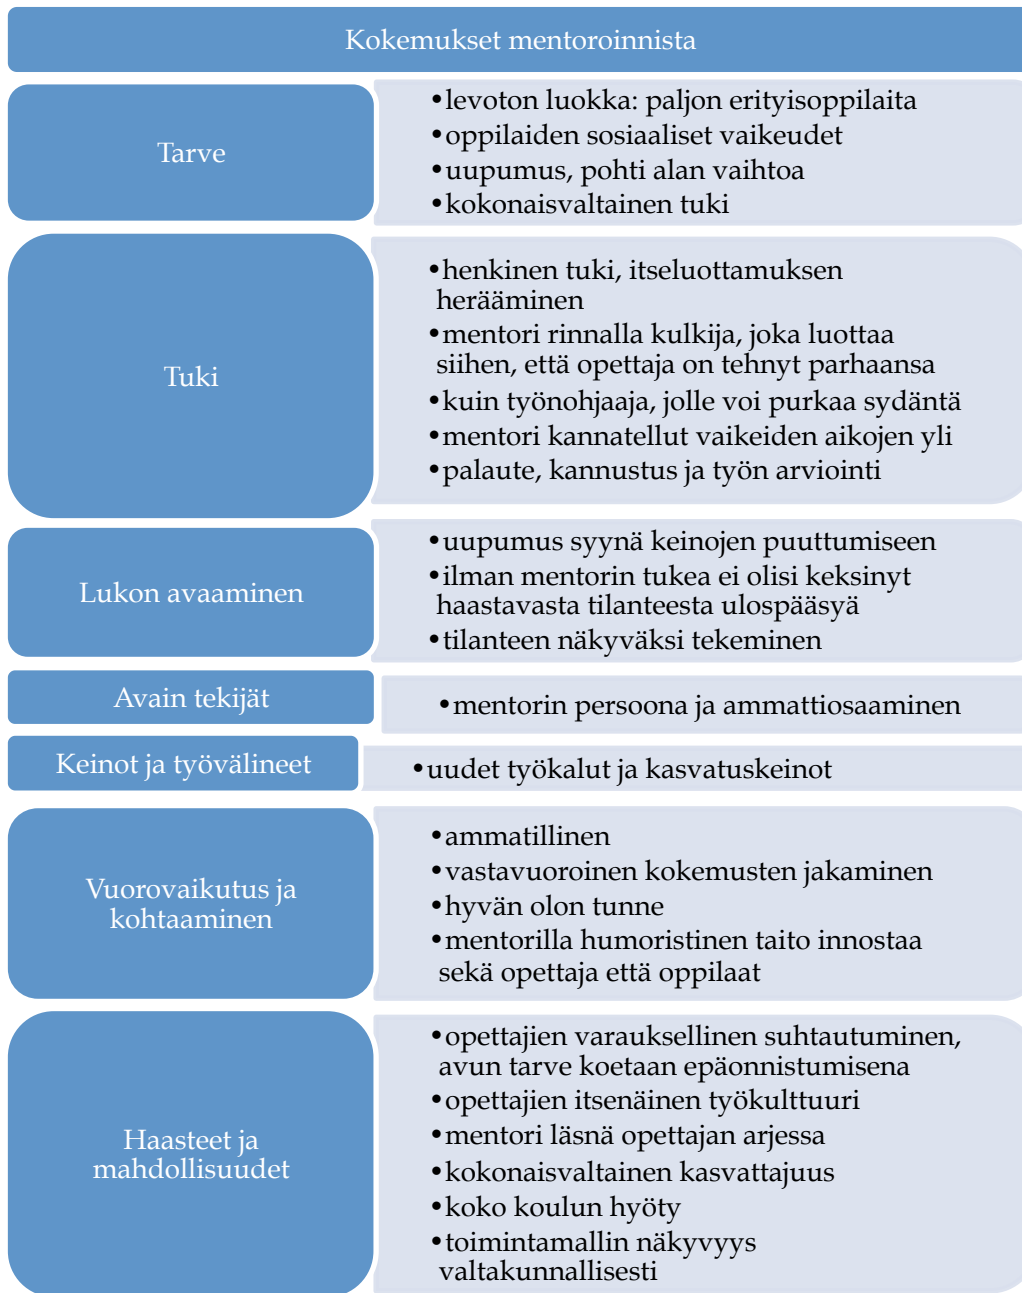 Kokemukset mentoroinnista
Tarve
•levoton luokka: paljon erityisoppilaita
•oppilaiden sosiaaliset vaikeudet
•uupumus, pohti alan vaihtoa
•kokonaisvaltainen tuki
Tuki
•henkinen tuki, itseluottamuksen
herääminen
•mentori rinnalla kulkija, joka luottaa
siihen, että opettaja on tehnyt parhaansa
•kuin työnohjaaja, jolle voi purkaa sydäntä
•mentori kannatellut vaikeiden aikojen yli
•palaute, kannustus ja työn arviointi
Lukon avaaminen
•uupumus syynä keinojen puuttumiseen
•ilman mentorin tukea ei olisi keksinyt
haastavasta tilanteesta ulospääsyä
•tilanteen näkyväksi tekeminen
Avain tekijät
•mentorin persoona ja ammattiosaaminen
Keinot ja työvälineet
•uudet työkalut ja kasvatuskeinot
Vuorovaikutus ja
kohtaaminen
•ammatillinen
•vastavuoroinen kokemusten jakaminen
•hyvän olon tunne
•mentorilla humoristinen taito innostaa
sekä opettaja että oppilaat
Haasteet ja
mahdollisuudet
•opettajien varauksellinen suhtautuminen,
avun tarve koetaan epäonnistumisena
•opettajien itsenäinen työkulttuuri
•mentori läsnä opettajan arjessa
•kokonaisvaltainen kasvattajuus
•koko koulun hyöty
•toimintamallin näkyvyys
valtakunnallisesti